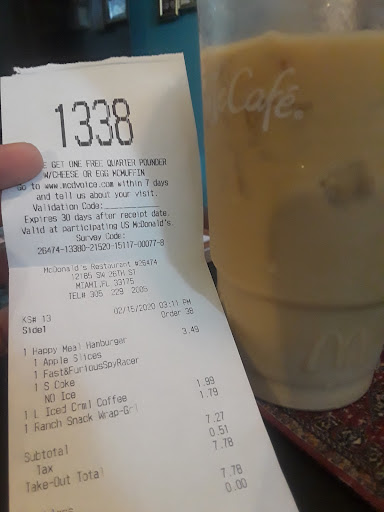 1338
GET ONE FREE QUARTER POUNDER
W/CHEESE OR EGG MCMUFFIN
Go to www.mcdvoice.com within 7 days
and tell us about your visit.
Validation Code:
Expires 30 days after receipt date.
Valid at participating US McDonald's.
Survey Code:
26474-13380-21520-15117-00077-8
McDonald's Restaurant #26474
12185 SW 26TH ST
MIAMI,FL 33175
TEL# 305 229 2005
KS# 13 02/15/2020 03:11 PM
Side1 Order 38
1 Happy Meal Hamburger 3.49
1 Apple Slices
1 Fast&FuriousSpyRacer
1 S Coke
NO Ice
1 L Iced Crml Coffee 1.99
1 Ranch Snack Wrap-Grl 1.79
Subtotal 7.27
Tax 0.51
Take-Out Total 7.78
7.78
0.00
McCafé.